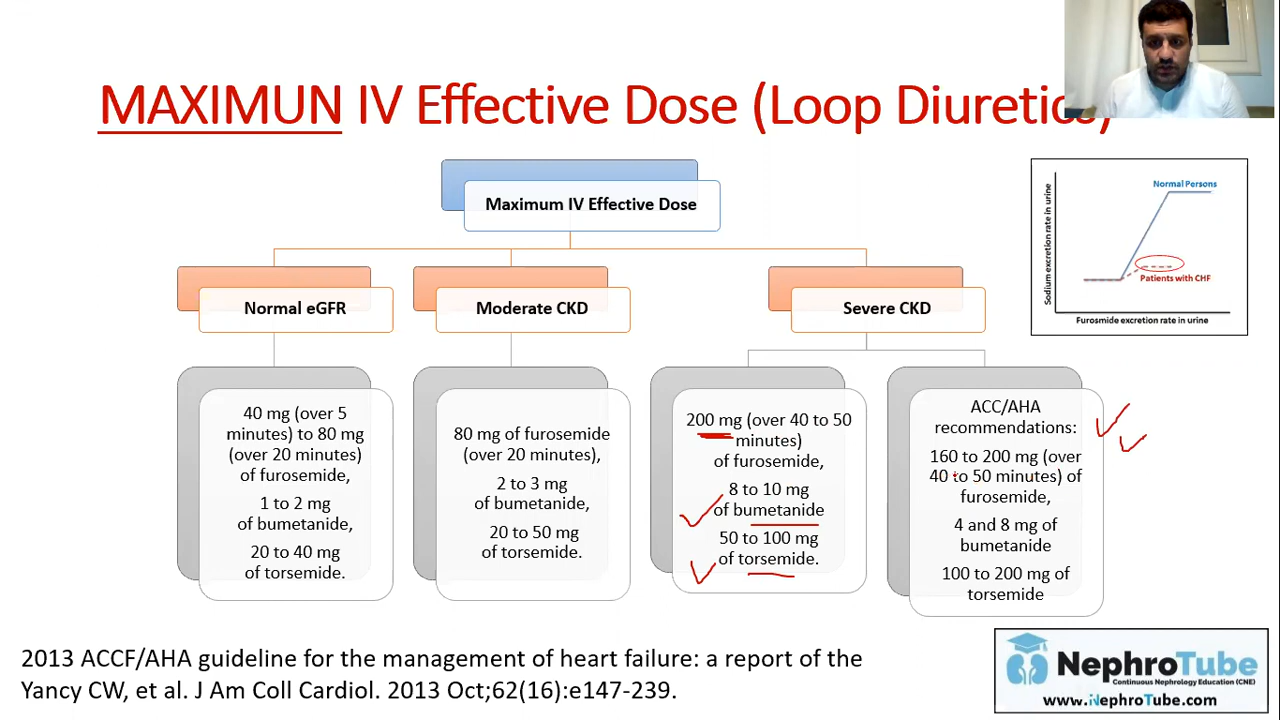 MAXIMUN IV Effective Dose (Loop Diuretics)
Maximum IV Effective Dose
Normal eGFR
40 mg (over 5
minutes) to 80 mg
(over 20 minutes)
of furosemide,
1 to 2 mg
of bumetanide,
20 to 40 mg
of torsemide.
Moderate CKD
80 mg of furosemide
(over 20 minutes),
2 to 3 mg
of bumetanide,
20 to 50 mg
of torsemide.
Severe CKD
200 mg (over 40 to 50
minutes)
of furosemide,
8 to 10 mg
of bumetanide
50 to 100 mg
of torsemide.
ACC/AHA
recommendations:
160 to 200 mg (over
40 to 50 minutes) of
furosemide,
4 and 8 mg of
bumetanide
100 to 200 mg of
torsemide
Sodium excretion rate in urine
Normal Persons
Patients with CHF
Furosmide excretion rate in urine
2013 ACCF/AHA guideline for the management of heart failure: a report of the
Yancy CW, et al. J Am Coll Cardiol. 2013 Oct;62(16):e147-239.
NephroTube
Continuous Nephrology Education (CNE)
www.NephroTube.com